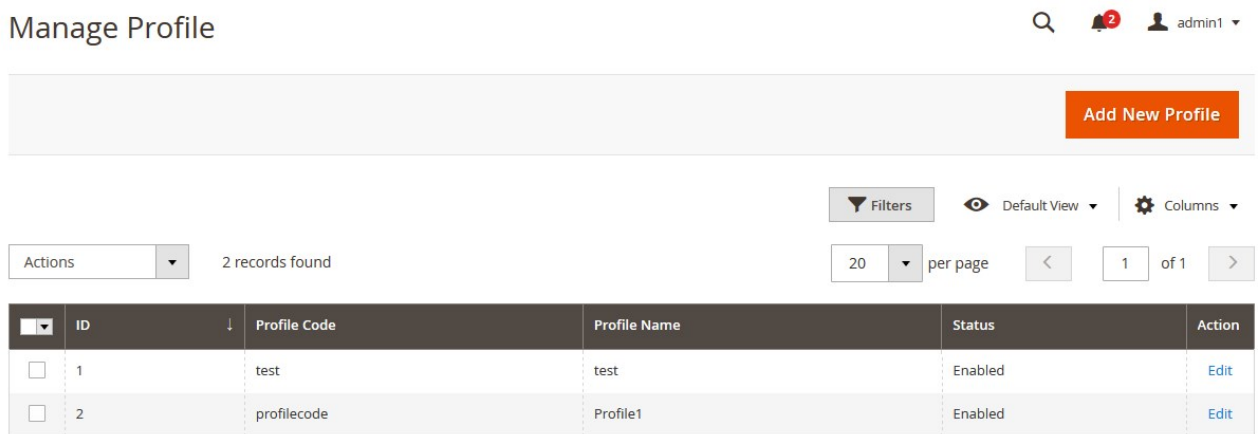 Manage Profile
2
admin1
Add New Profile
Filters
Default View
Columns
Actions
2 records found
20
per page
1
of 1
ID ↓ Profile Code Profile Name Status Action
1 test test Enabled Edit
2 profilecode Profile1 Enabled Edit